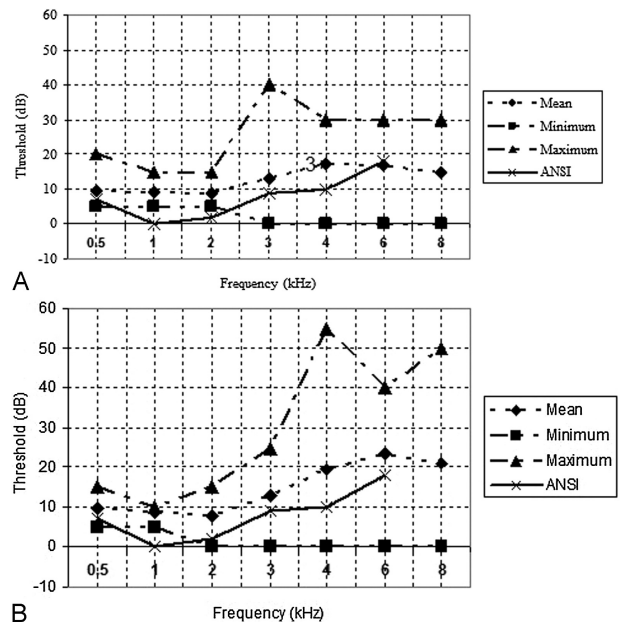 60
50
40
30
20
10
0
-10
Threshold (dB)
3
0.5 1 2 3 4 6 8
Frequency (kHz)
Mean
Minimum
Maximum
ANSI
A
60
50
40
30
20
10
0
-10
Threshold (dB)
0.5 1 2 3 4 6 8
Frequency (kHz)
Mean
Minimum
Maximum
ANSI
B